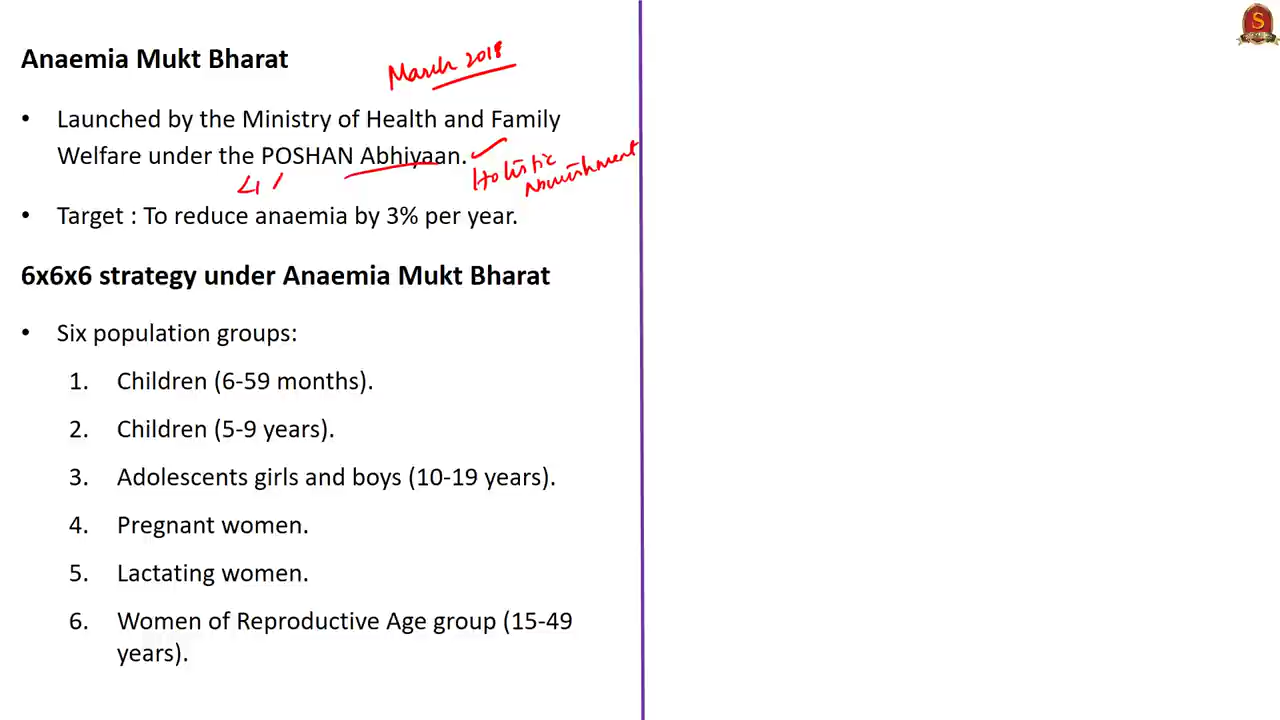 Anaemia Mukt Bharat
March 2018
• Launched by the Ministry of Health and Family
Welfare under the POSHAN Abhiyaan.
Holistic
Nourishment
• Target : To reduce anaemia by 3% per year.
6x6x6 strategy under Anaemia Mukt Bharat
• Six population groups:
1. Children (6-59 months).
2. Children (5-9 years).
3. Adolescents girls and boys (10-19 years).
4. Pregnant women.
5. Lactating women.
6. Women of Reproductive Age group (15-49
years).
S